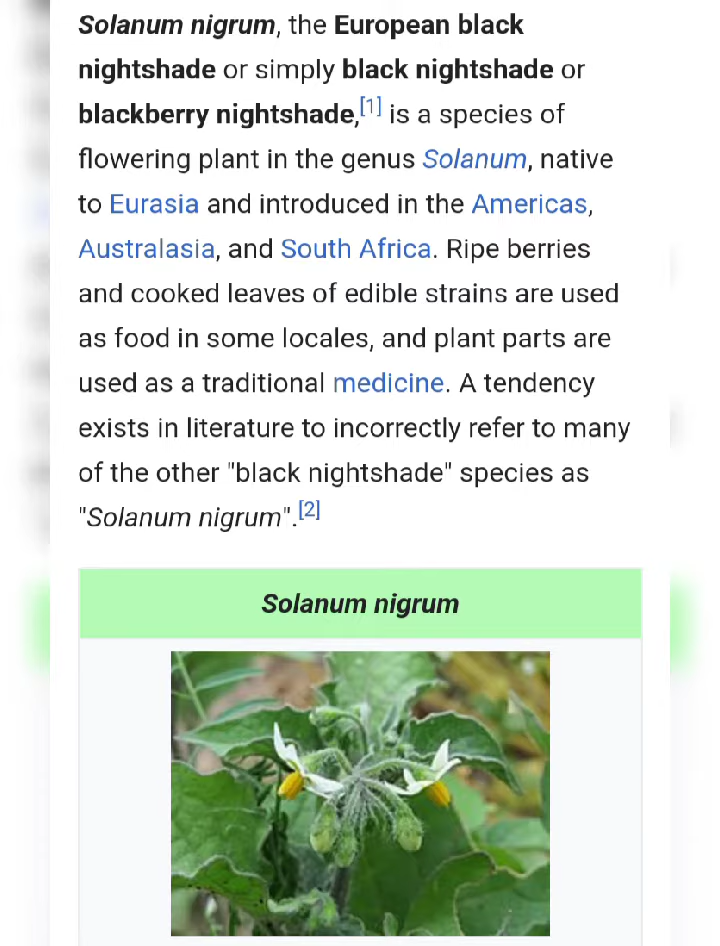 Solanum nigrum, the European black
nightshade or simply black nightshade or
blackberry nightshade,[1] is a species of
flowering plant in the genus Solanum, native
to Eurasia and introduced in the Americas,
Australasia, and South Africa. Ripe berries
and cooked leaves of edible strains are used
as food in some locales, and plant parts are
used as a traditional medicine. A tendency
exists in literature to incorrectly refer to many
of the other "black nightshade" species as
"Solanum nigrum".[2]
Solanum nigrum